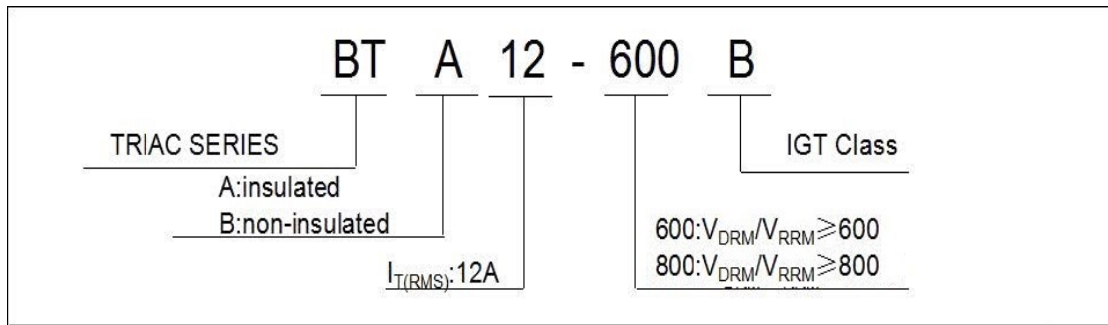 BT A 12 - 600 B
TRIAC SERIES
IGT Class
A:insulated
B:non-insulated
600:VDRM/VRRM≥600
IT(RMS):12A
800:VDRM/VRRM≥800